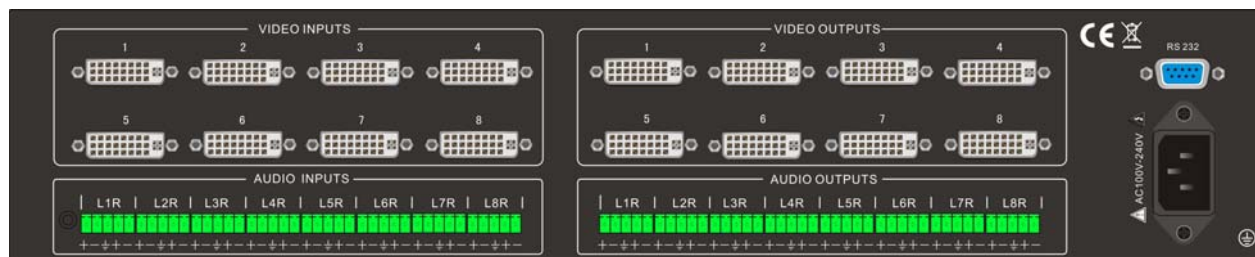 VIDEO INPUTS
1 2 3 4
5 6 7 8
AUDIO INPUTS
L1R L2R L3R L4R L5R L6R L7R L8R
VIDEO OUTPUTS
1 2 3 4
5 6 7 8
AUDIO OUTPUTS
L1R L2R L3R L4R L5R L6R L7R L8R
CE
RS 232
AC100V-240V